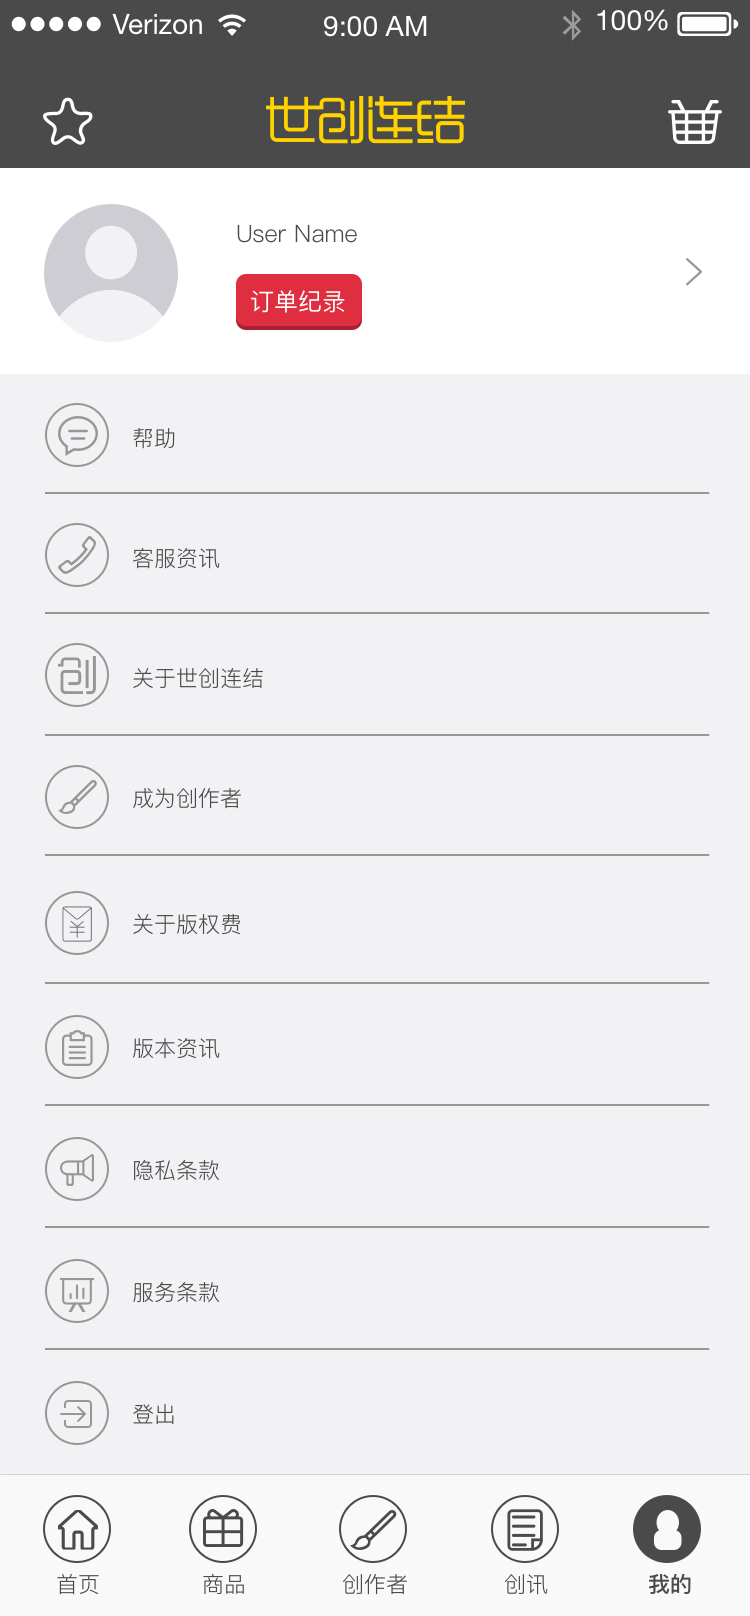 Verizon 9:00 AM 100%
世创连结
User Name
订单纪录
帮助
客服资讯
关于世创连结
成为创作者
关于版权费
版本资讯
隐私条款
服务条款
登出
首页 商品 创作者 创讯 我的